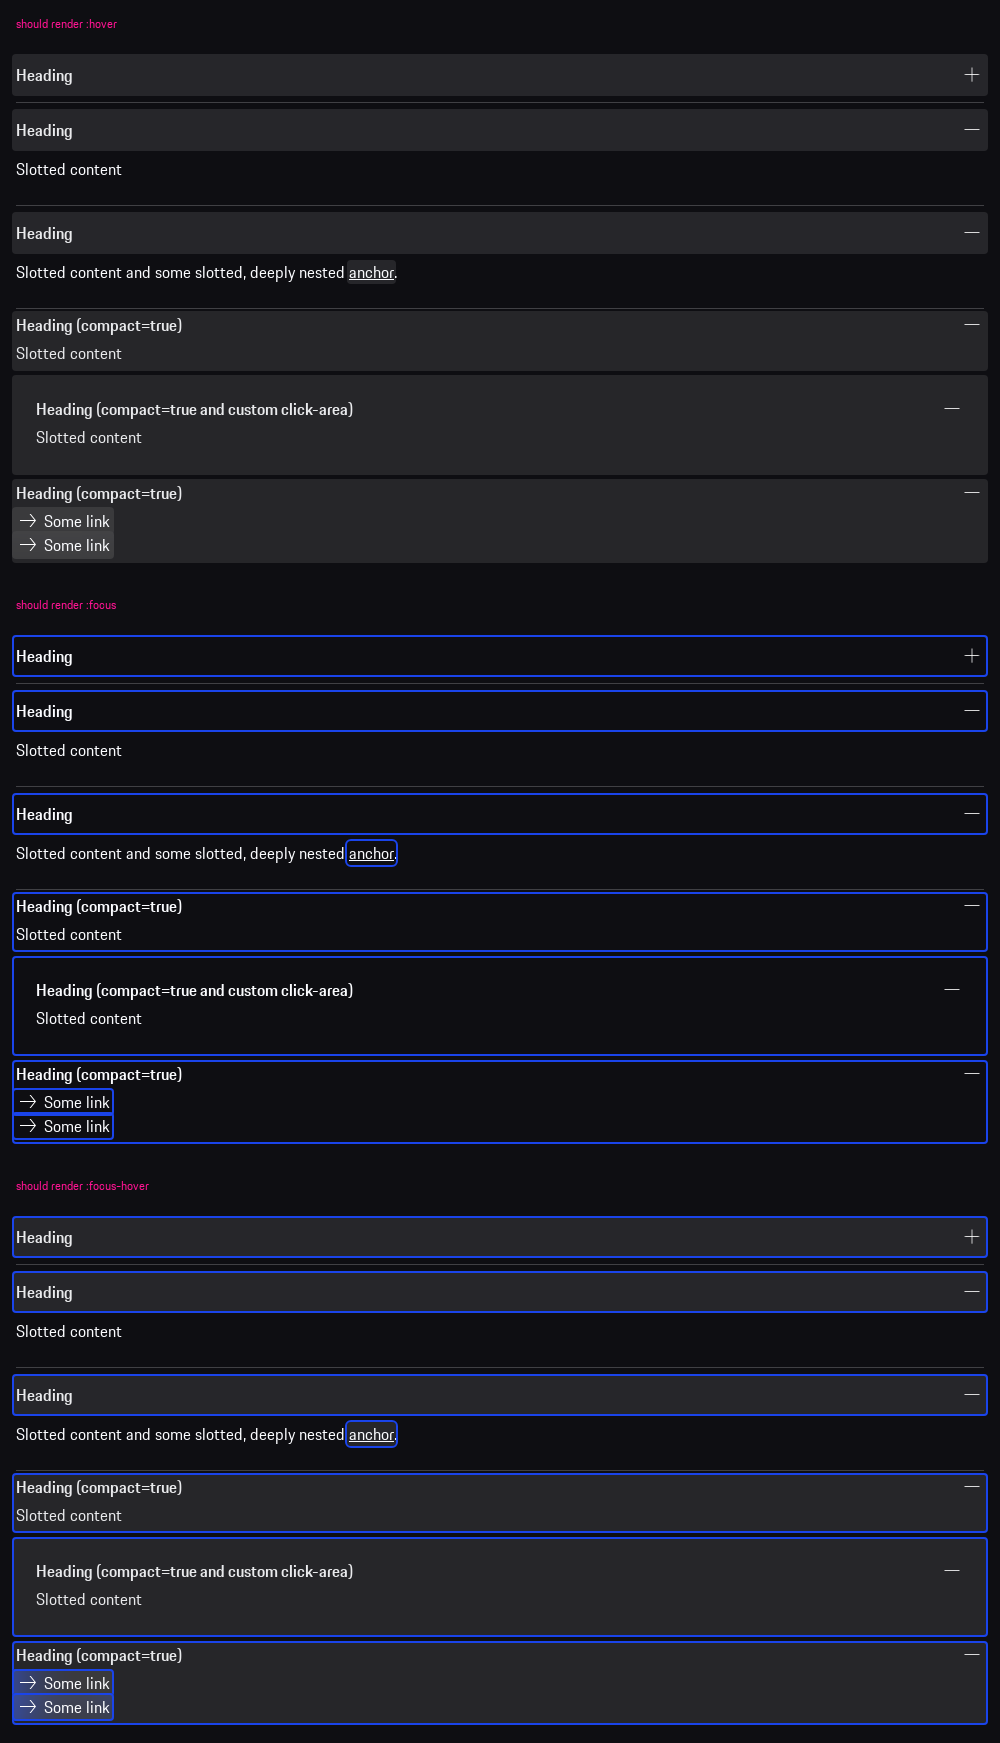 should render :hover
Heading
Heading
Slotted content
Heading
Slotted content and some slotted, deeply nested anchor.
Heading (compact=true)
Slotted content
Heading (compact=true and custom click-area)
Slotted content
Heading (compact=true)
Some link
Some link
should render :focus
Heading
Heading
Slotted content
Heading
Slotted content and some slotted, deeply nested anchor.
Heading (compact=true)
Slotted content
Heading (compact=true and custom click-area)
Slotted content
Heading (compact=true)
Some link
Some link
should render :focus-hover
Heading
Heading
Slotted content
Heading
Slotted content and some slotted, deeply nested anchor.
Heading (compact=true)
Slotted content
Heading (compact=true and custom click-area)
Slotted content
Heading (compact=true)
Some link
Some link